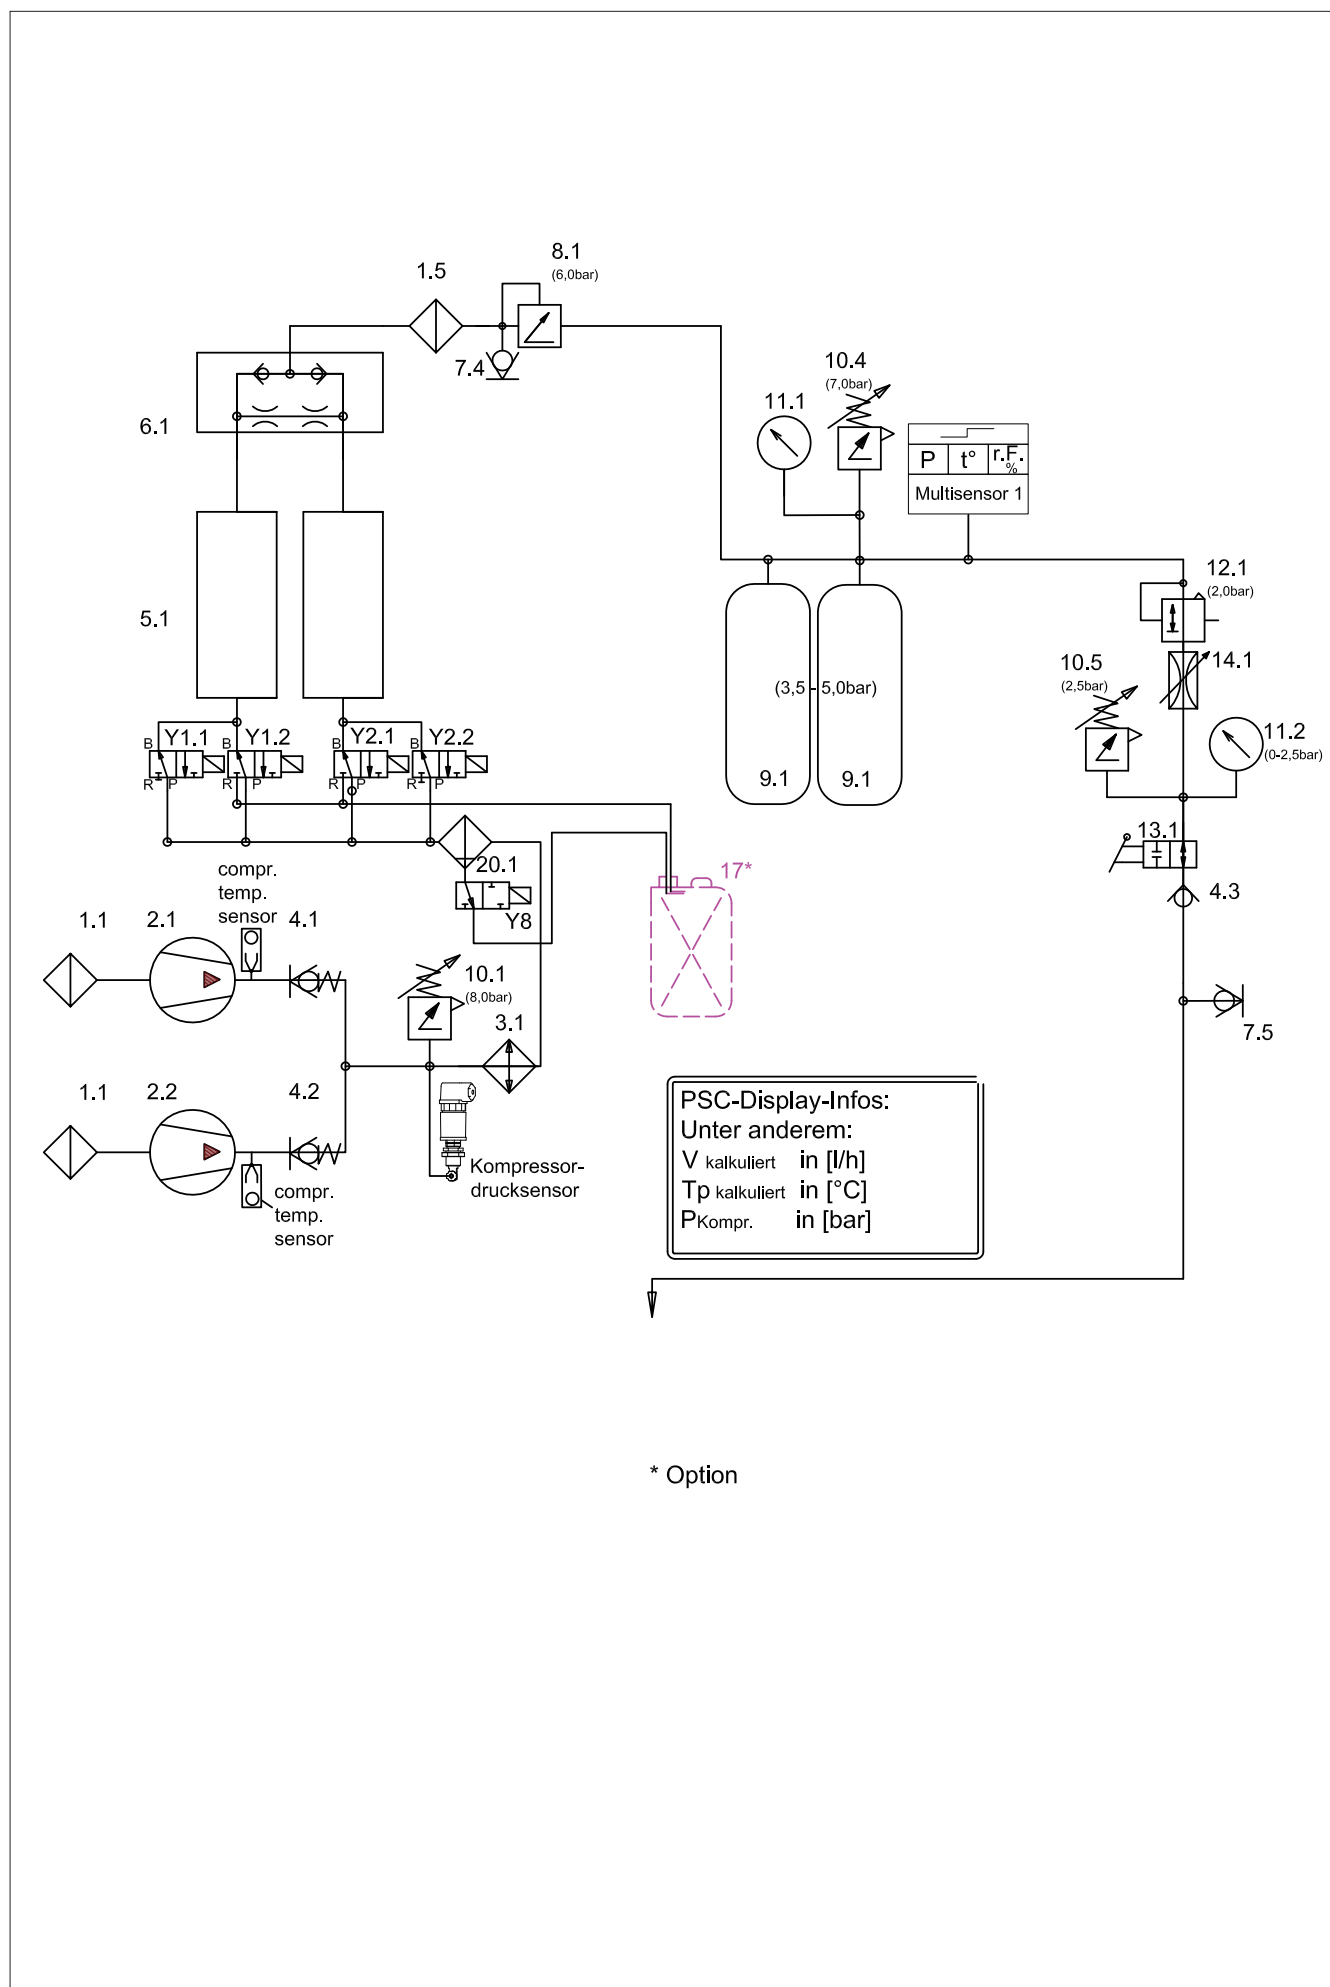 8.1
(6,0bar)
1.5
7.4
10.4
(7,0bar)
11.1
6.1
P t° r.F.
%
Multisensor 1
12.1
(2,0bar)
5.1
10.5
(2,5bar)
14.1
(3,5 - 5,0bar)
11.2
(0-2,5bar)
B Y1.1 B Y1.2 B Y2.1 B Y2.2
R P R P R P R P
9.1 9.1
13.1
20.1
17*
compr.
temp.
sensor
4.3
1.1 2.1 4.1
Y8
10.1
(8,0bar)
3.1
7.5
1.1 2.2 4.2
PSC-Display-Infos:
Unter anderem:
V kalkuliert in [l/h]
Tp kalkuliert in [°C]
PKompr. in [bar]
Kompressor-
drucksensor
compr.
temp.
sensor
* Option